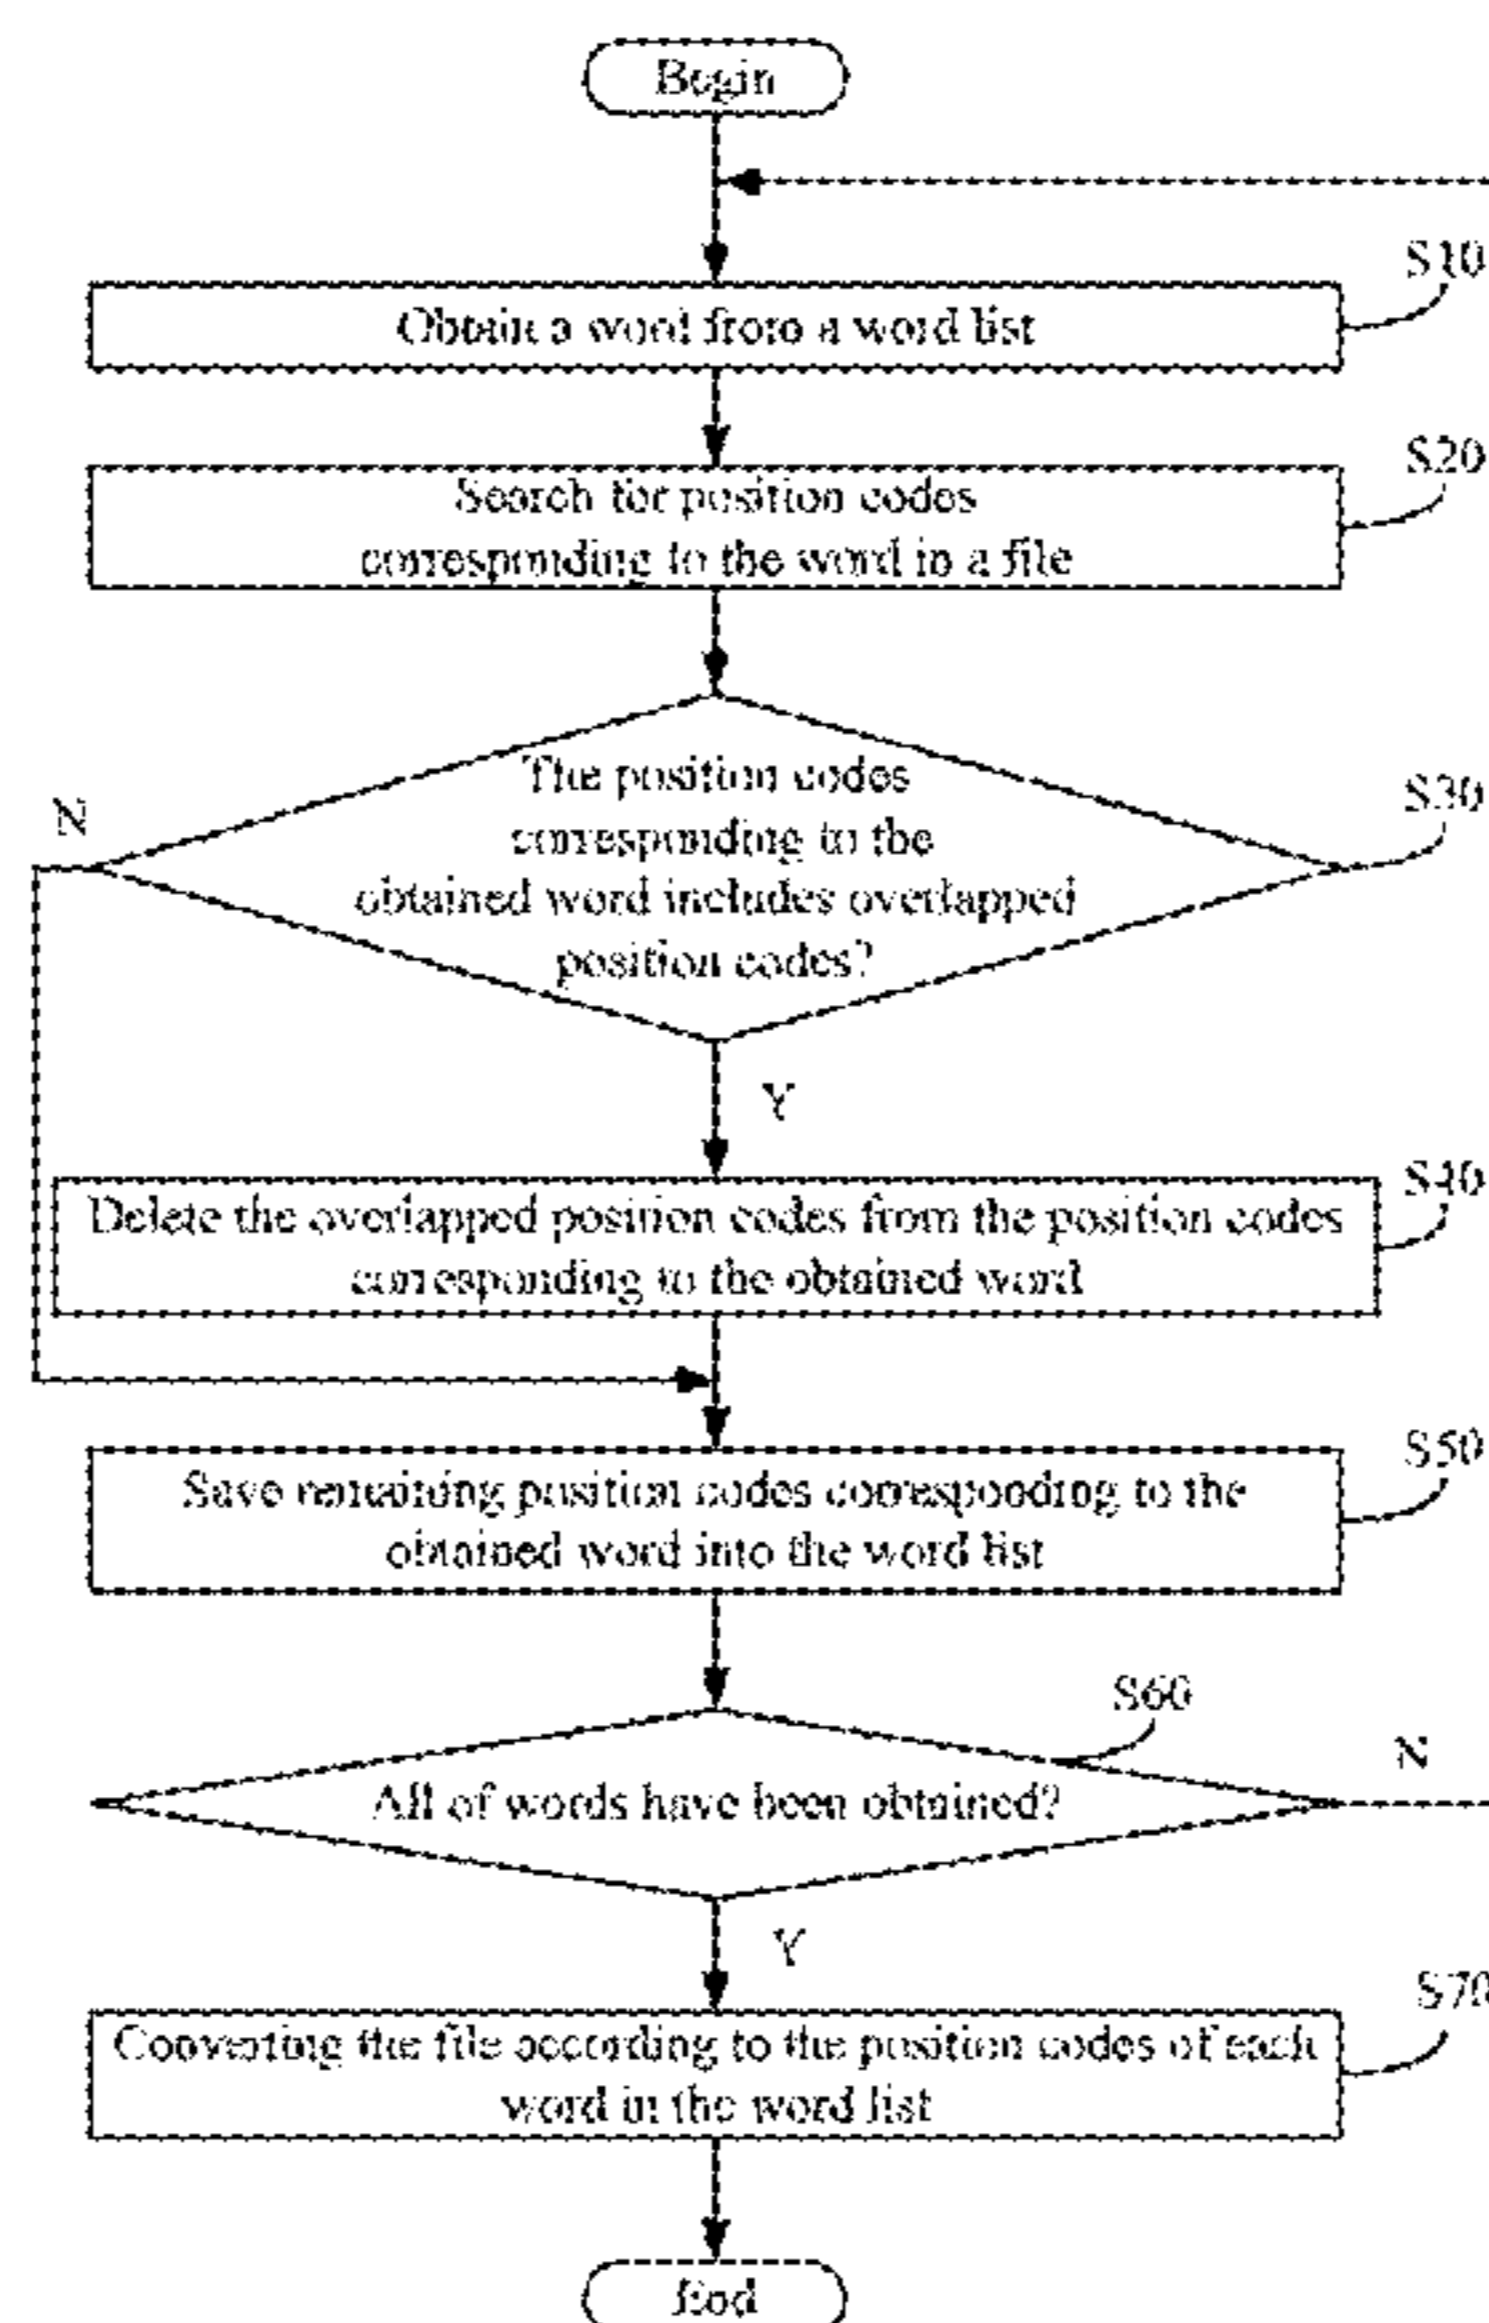 Begin
S10
Obtain a word from a word list
S20
Search for position codes
corresponding to the word in a file
N
S30
The position codes
corresponding to the
obtained word includes overlapped
position codes?
Y
S40
Delete the overlapped position codes from the position codes
corresponding to the obtained word
S50
Save remaining position codes corresponding to the
obtained word into the word list
S60
N
All of words have been obtained?
Y
S70
Converting the file according to the position codes of each
word in the word list
End